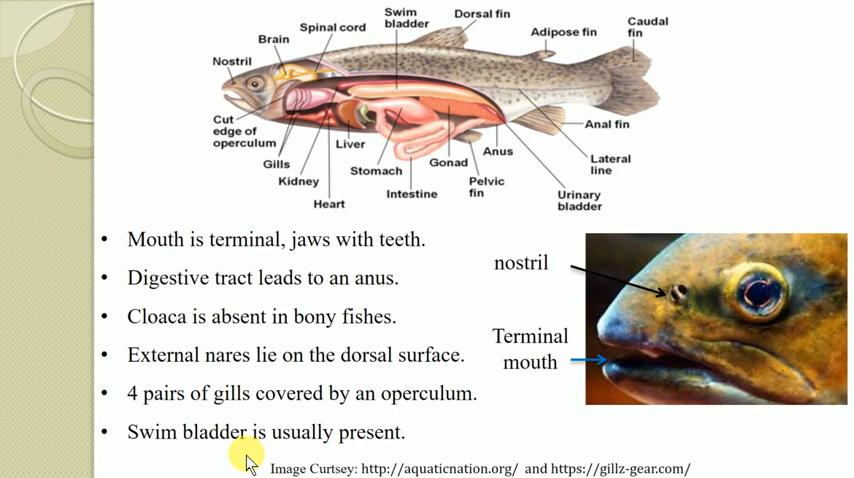 Swim
bladder
Dorsal fin
Caudal
fin
Spinal cord
Adipose fin
Brain
Nostril
Cut
edge of
operculum
Gills
Kidney
Heart
Liver
Stomach
Intestine
Gonad
Pelvic
fin
Anus
Anal fin
Lateral
line
Urinary
bladder
• Mouth is terminal, jaws with teeth.
• Digestive tract leads to an anus.
• Cloaca is absent in bony fishes.
• External nares lie on the dorsal surface.
• 4 pairs of gills covered by an operculum.
• Swim bladder is usually present.
nostril
Terminal
mouth
Image Curtsey: http://aquaticnation.org/ and https://gillz-gear.com/